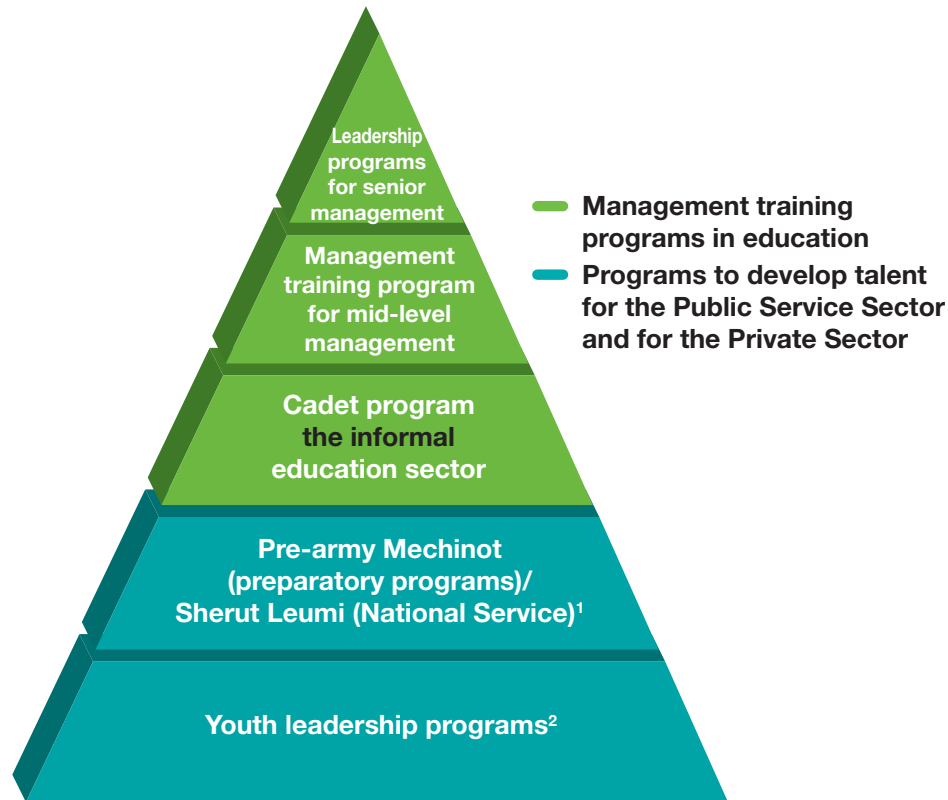 Leadership
programs
for senior
management
Management
training program
for mid-level
management
Cadet program
the informal
education sector
Pre-army Mechinot
(preparatory programs)/
Sherut Leumi (National Service)¹
Youth leadership programs²
Management training
programs in education
Programs to develop talent
for the Public Service Sector
and for the Private Sector